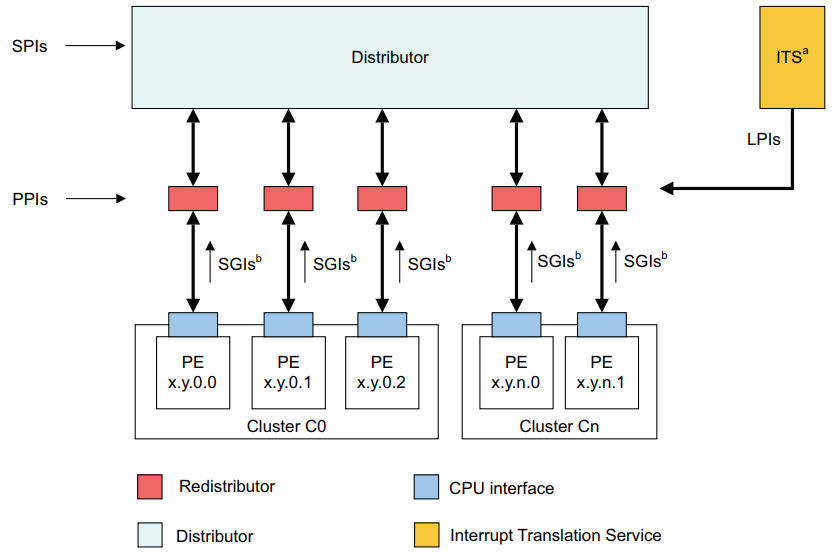 SPIs
Distributor
ITSa
LPIs
PPIs
SGIsb
SGIsb
SGIsb
SGIsb
SGIsb
PE
x.y.0.0
PE
x.y.0.1
PE
x.y.0.2
PE
x.y.n.0
PE
x.y.n.1
Cluster C0
Cluster Cn
Redistributor
CPU interface
Distributor
Interrupt Translation Service